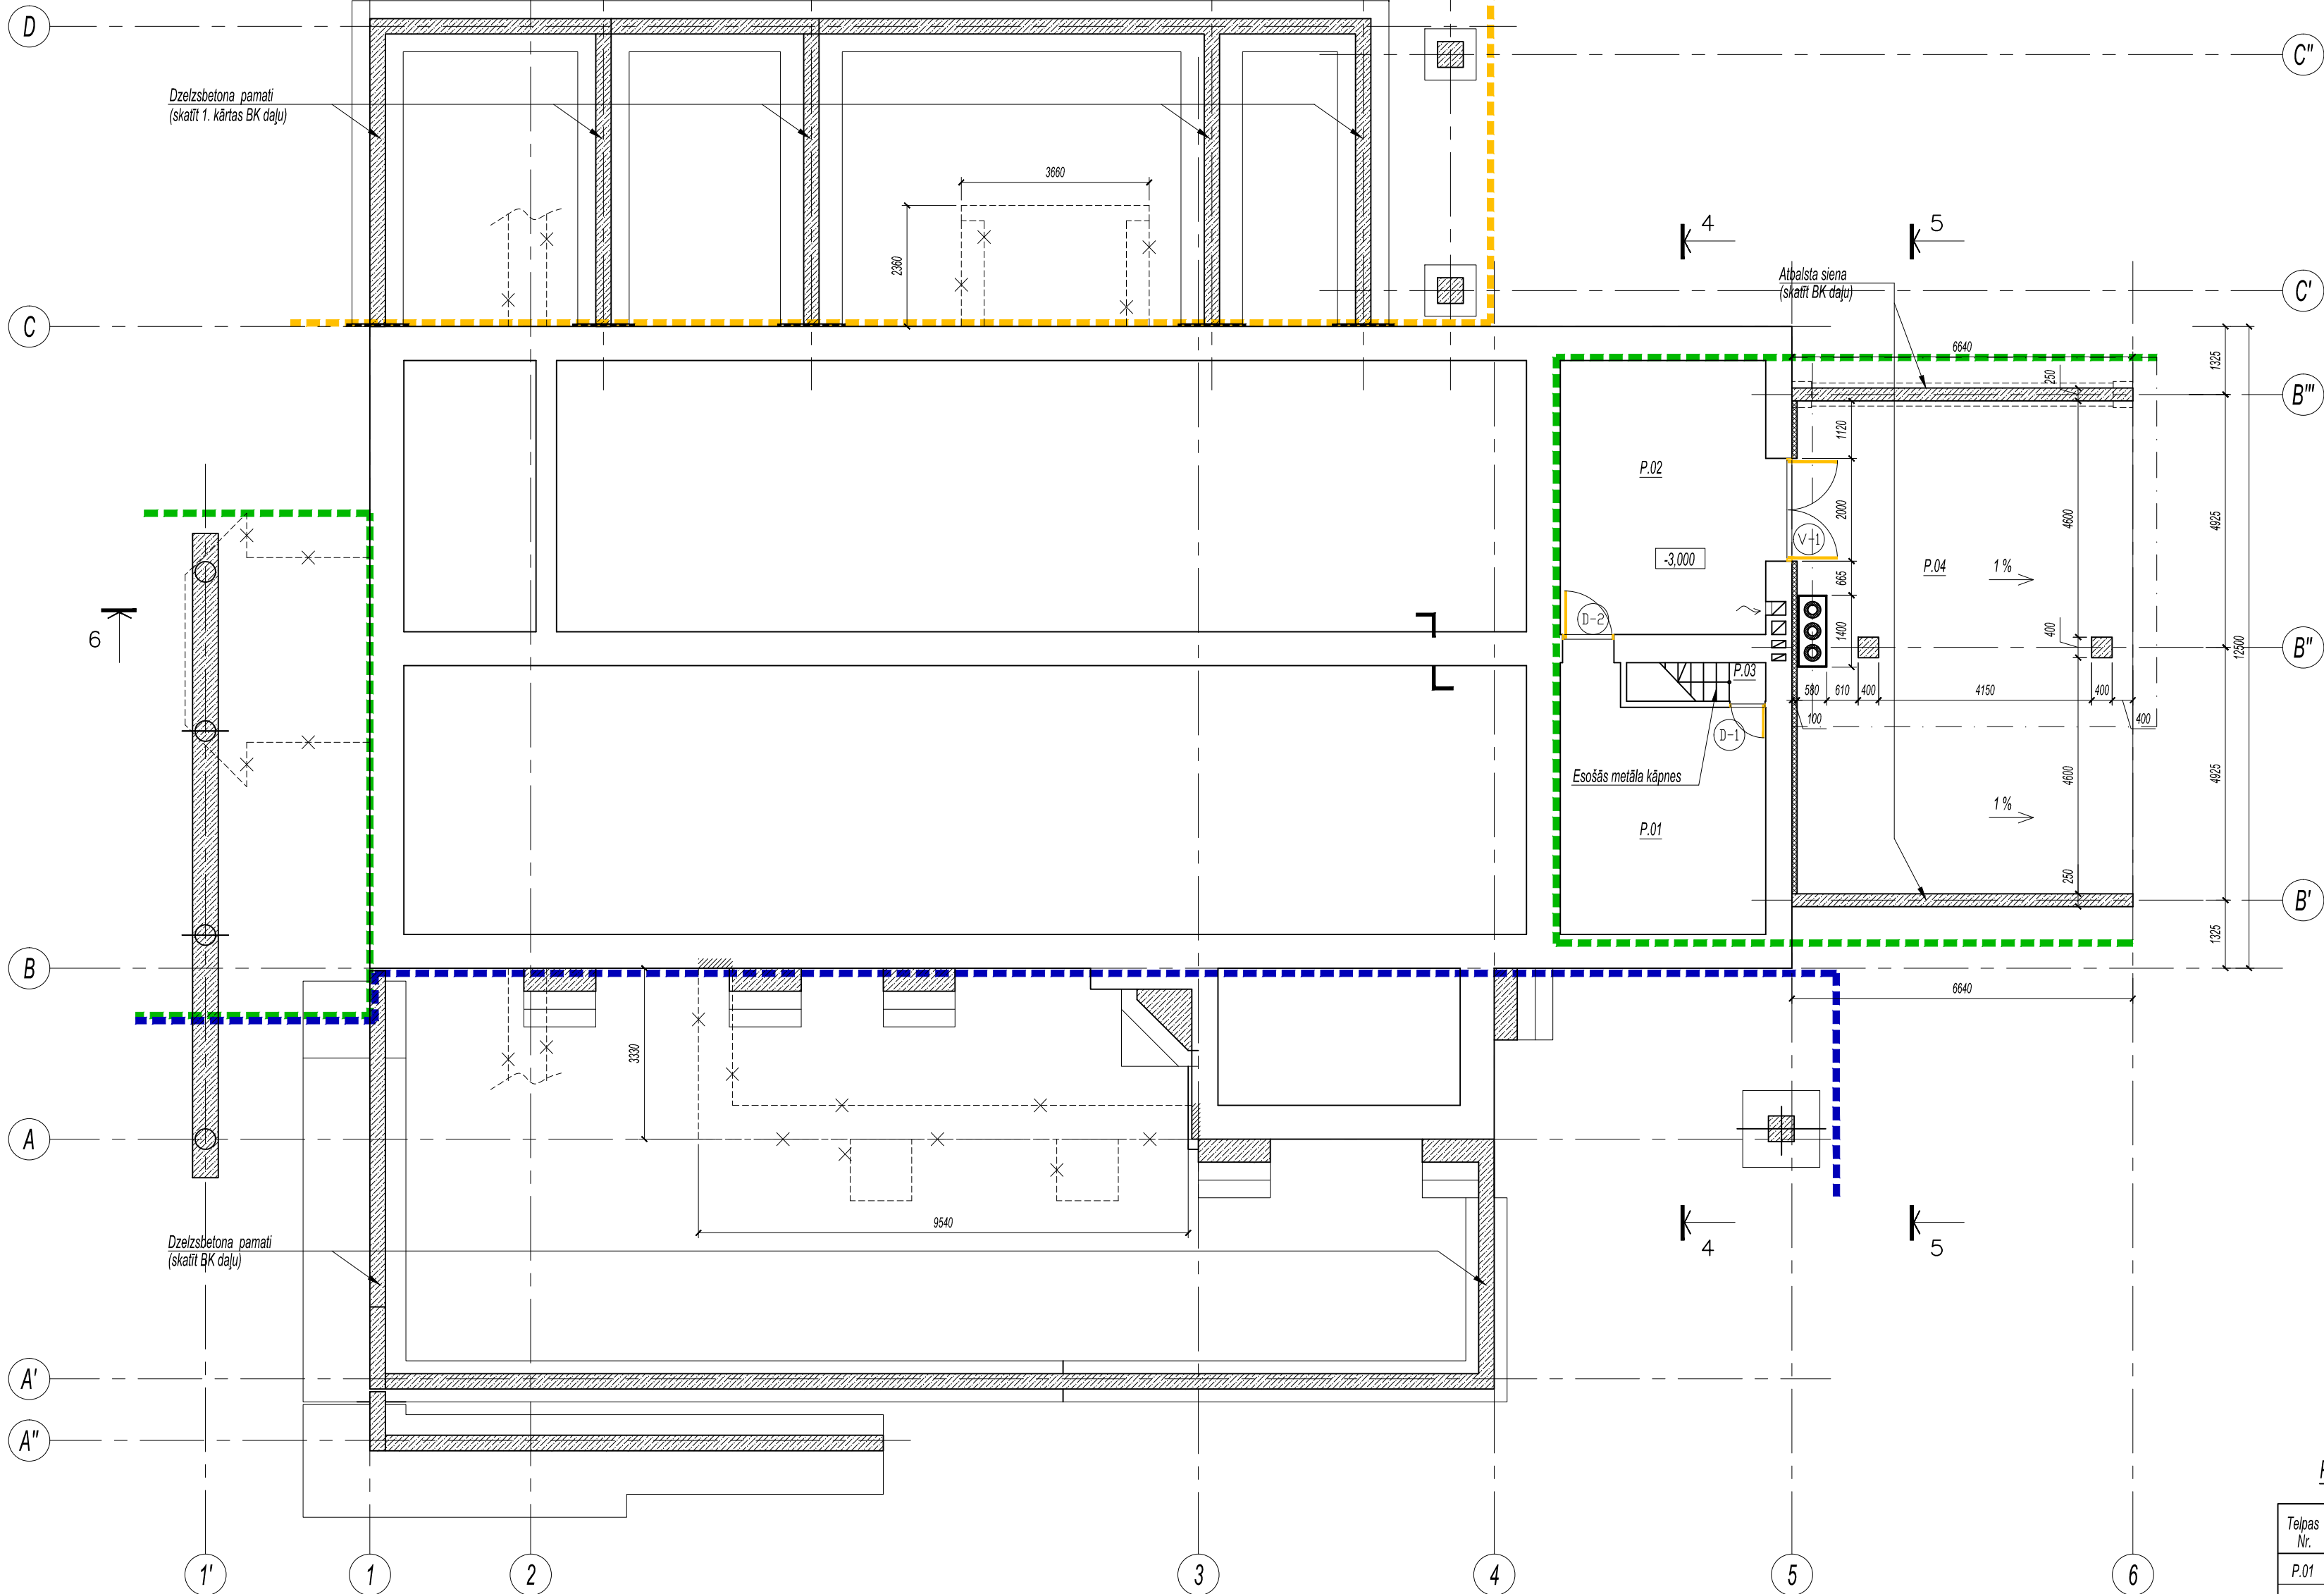 D
C"
Dzelzsbetona pamati
(skatīt 1. kārtas BK daļu)
3660
2360
4
5
Atbalsta siena
(skatīt BK daļu)
C'
C
6640
1325
250
B'"
1120
P.02
2000
4600
4925
V-1
-3,000
P.04
1 %
665
D-2
1400
400
12500
6
B"
P.03
580
610
400
4150
400
100
400
D-1
Esošās metāla kāpnes
4600
4925
1 %
P.01
250
B'
1325
B
6640
3330
A
9540
Dzelzsbetona pamati
(skatīt BK daļu)
4
5
A'
A"
Telpas
Nr.
P.01
1'
1
2
3
4
5
6